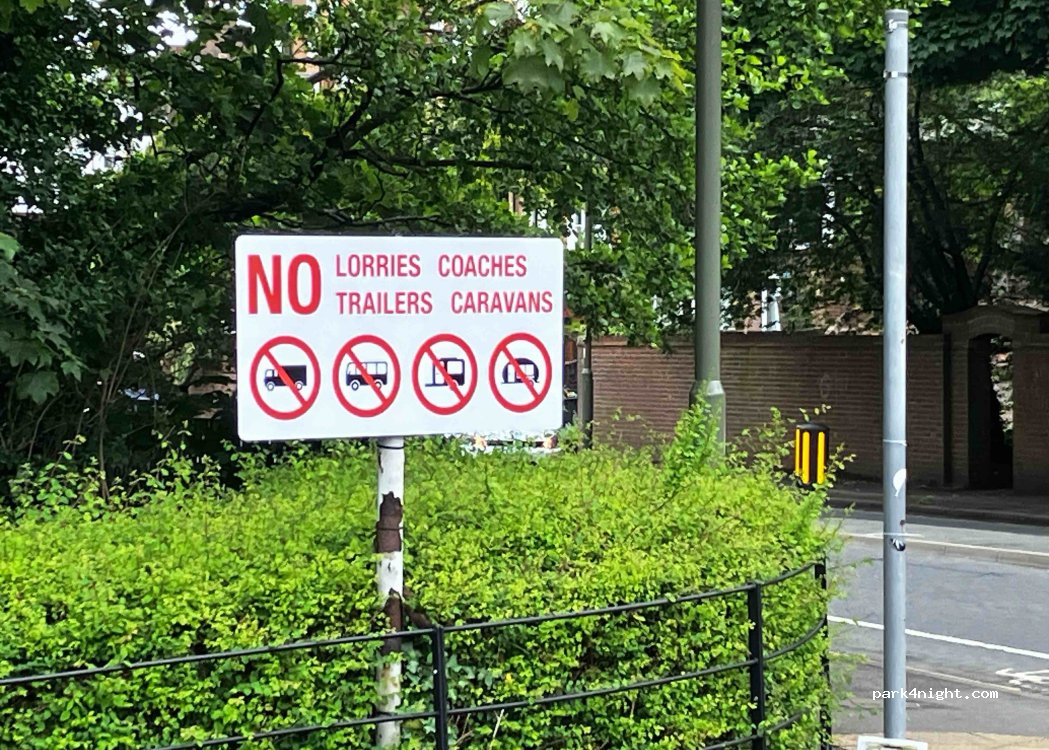 NO LORRIES COACHES
TRAILERS CARAVANS
park4night.com